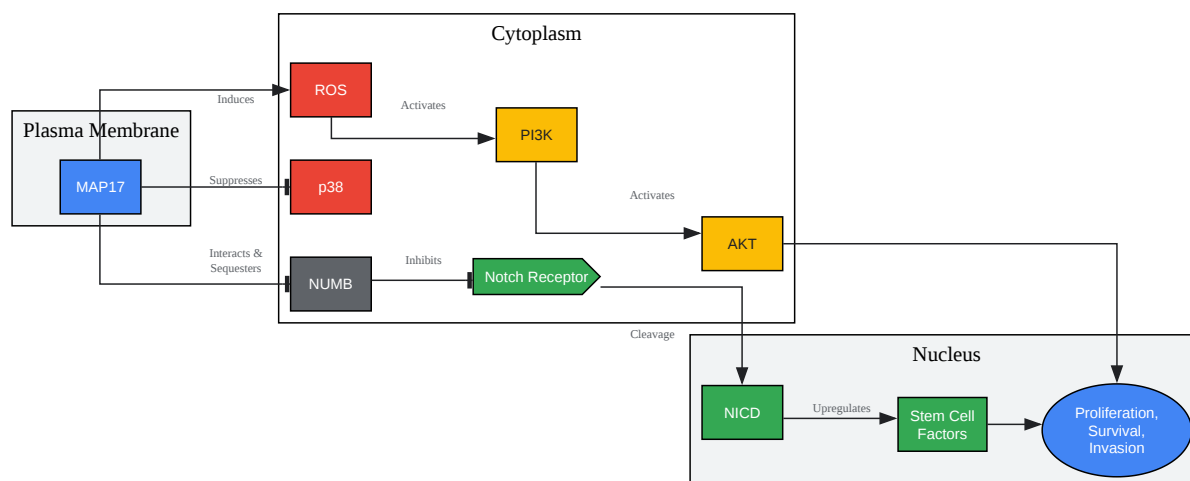 Cytoplasm
ROS
Induces
Activates
Plasma Membrane
PI3K
MAP17
Suppresses
p38
Activates
AKT
Interacts &
Sequesters
NUMB
Inhibits
Notch Receptor
Cleavage
Nucleus
NICD
Upregulates
Stem Cell
Factors
Proliferation,
Survival,
Invasion